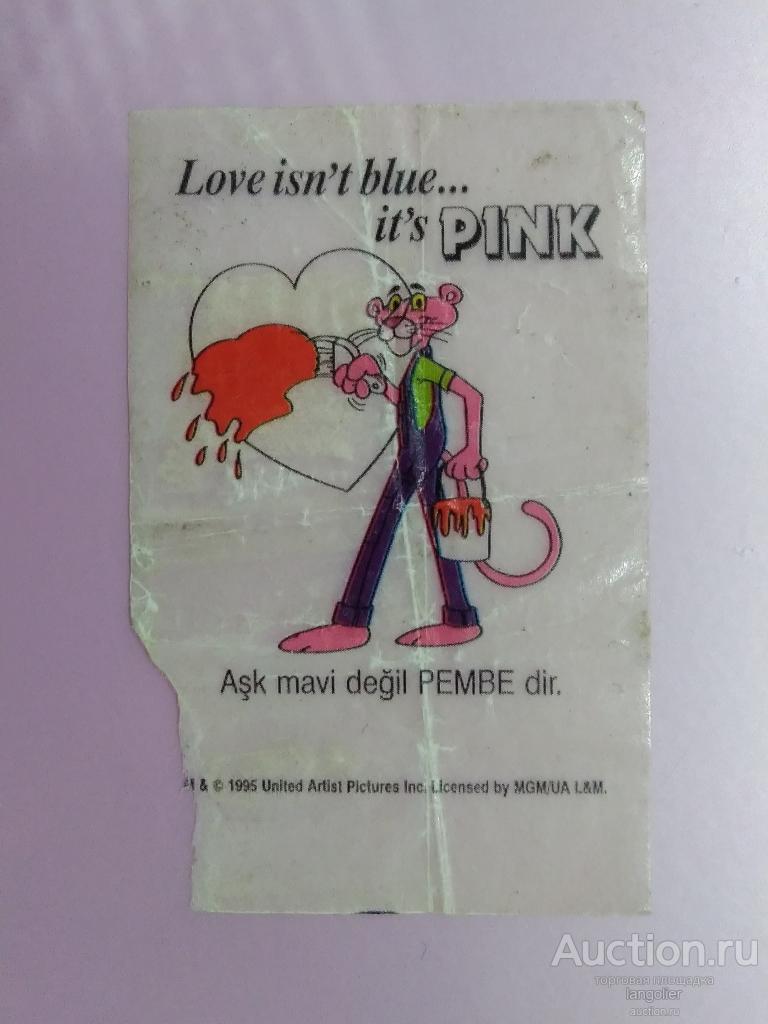 Love isn't blue...
it's PINK
Aşk mavi değil PEMBE dir.
& © 1995 United Artist Pictures Inc. Licensed by MGM/UA L&M.
Auction.ru
торговая площадка
langolier
auction.ru